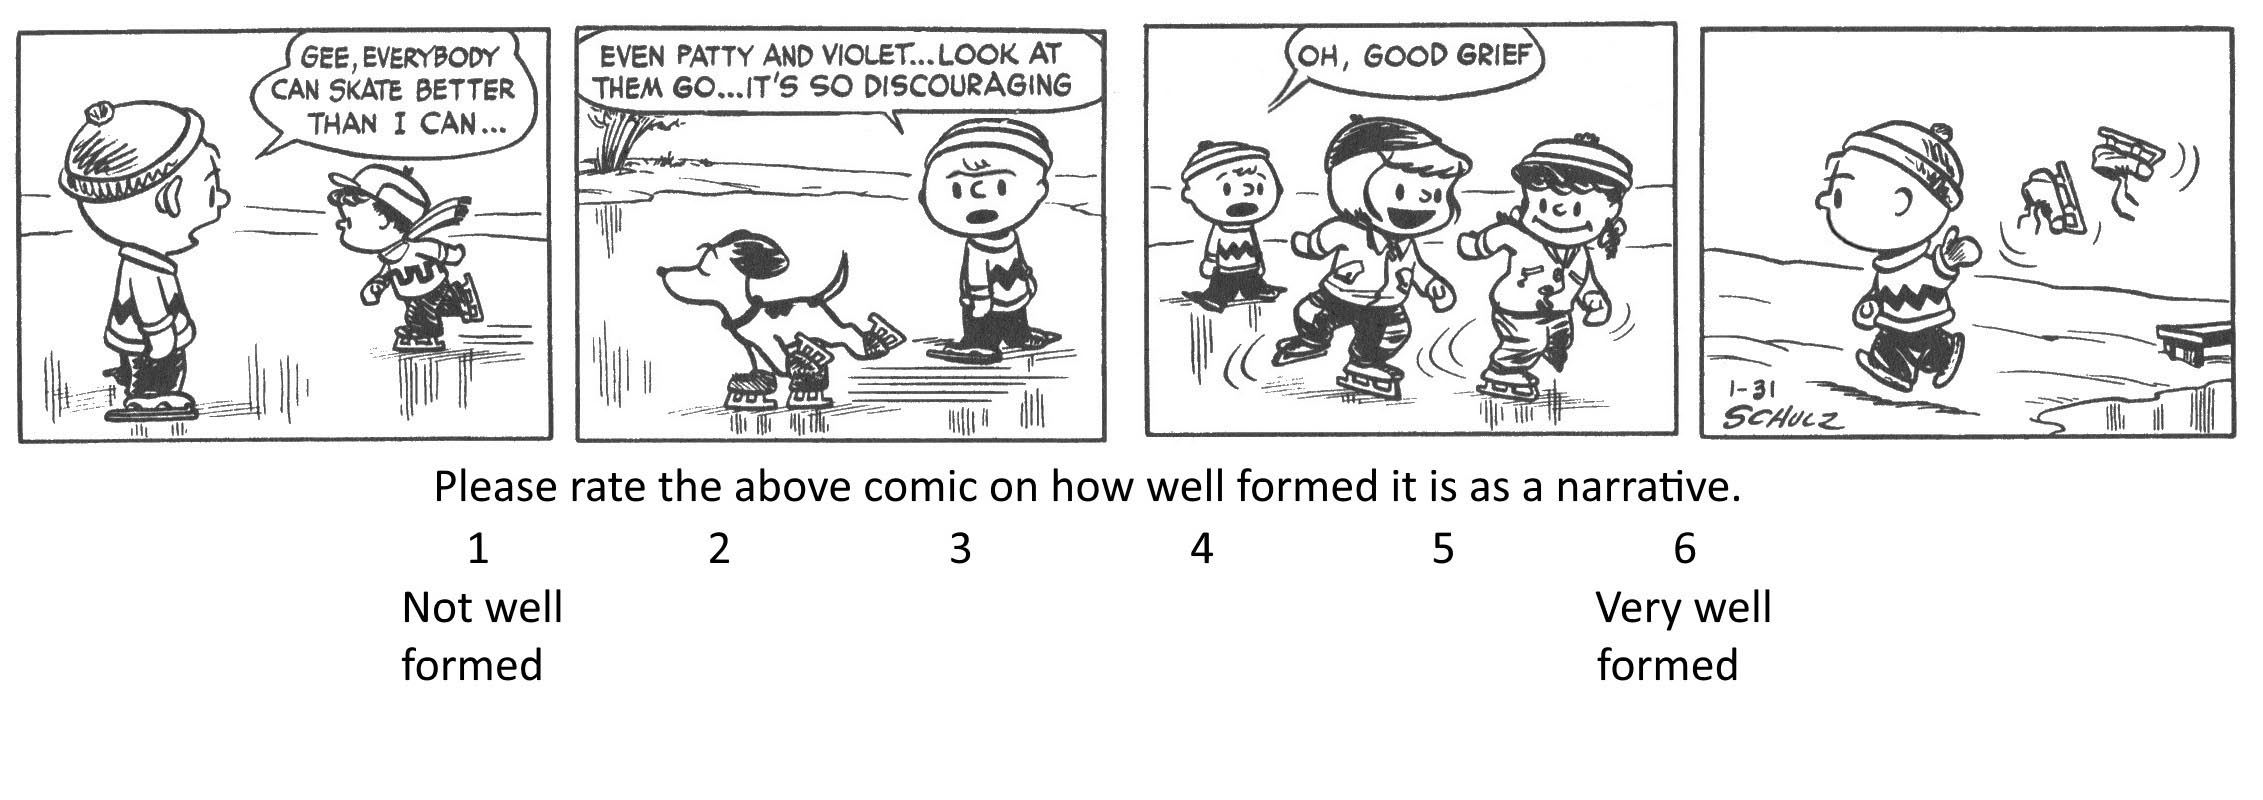 GEE, EVERYBODY
CAN SKATE BETTER
THAN I CAN...
EVEN PATTY AND VIOLET...LOOK AT
THEM GO...IT'S SO DISCOURAGING
OH, GOOD GRIEF
1-31
SCHULZ
Please rate the above comic on how well formed it is as a narrative.
1 2 3 4 5 6
Not well Very well
formed formed